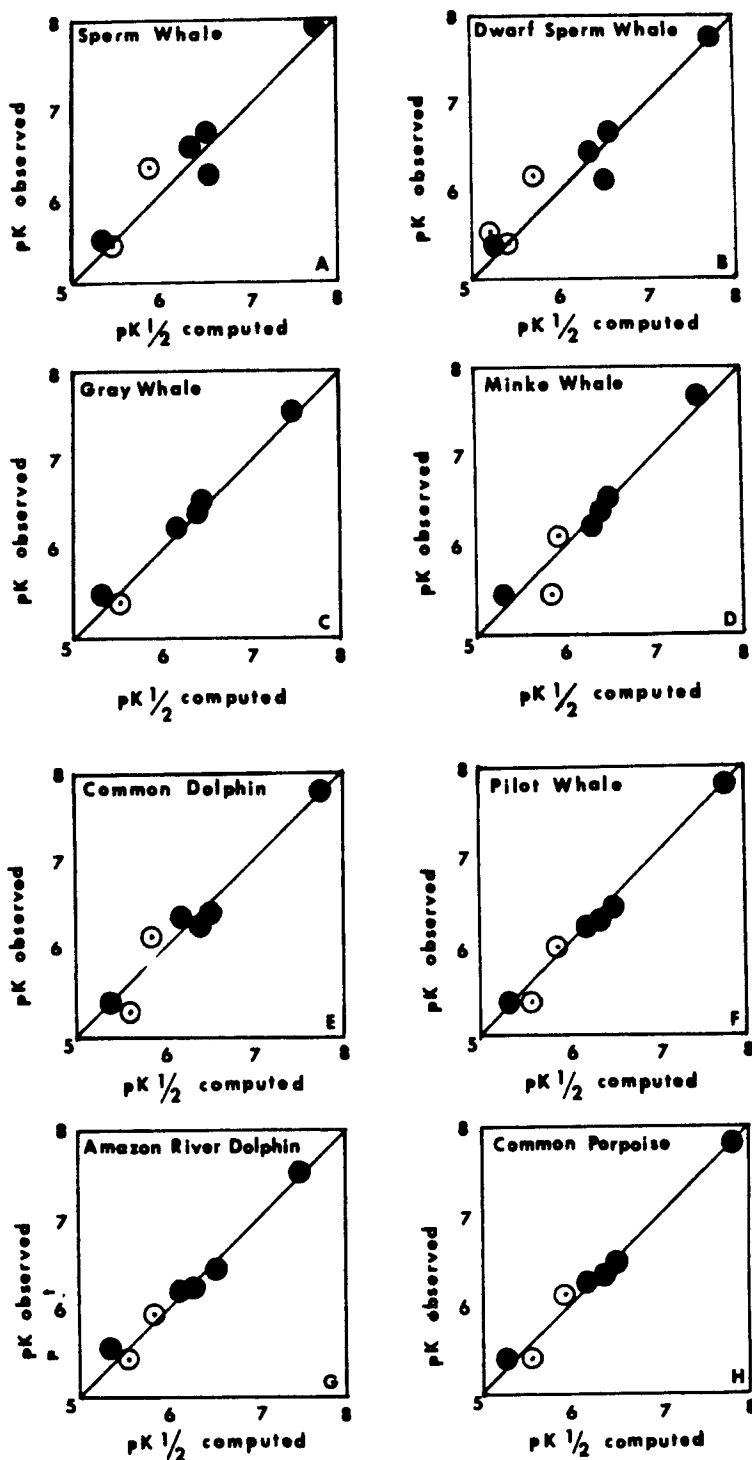 8
Sperm Whale
7
pK observed
6
A
5
6
7
8
pK 1/2 computed
8
Dwarf Sperm Whale
7
pK observed
6
B
5
6
7
8
pK 1/2 computed
8
Gray Whale
7
pK observed
6
C
5
6
7
8
pK 1/2 computed
8
Minke Whale
7
pK observed
6
D
5
6
7
8
pK 1/2 computed
8
Common Dolphin
7
pK observed
6
E
5
6
7
8
pK 1/2 computed
8
Pilot Whale
7
pK observed
6
F
5
6
7
8
pK 1/2 computed
8
Amazon River Dolphin
7
pK observed
6
G
5
6
7
8
pK 1/2 computed
8
Common Porpoise
7
pK observed
6
H
5
6
7
8
pK 1/2 computed